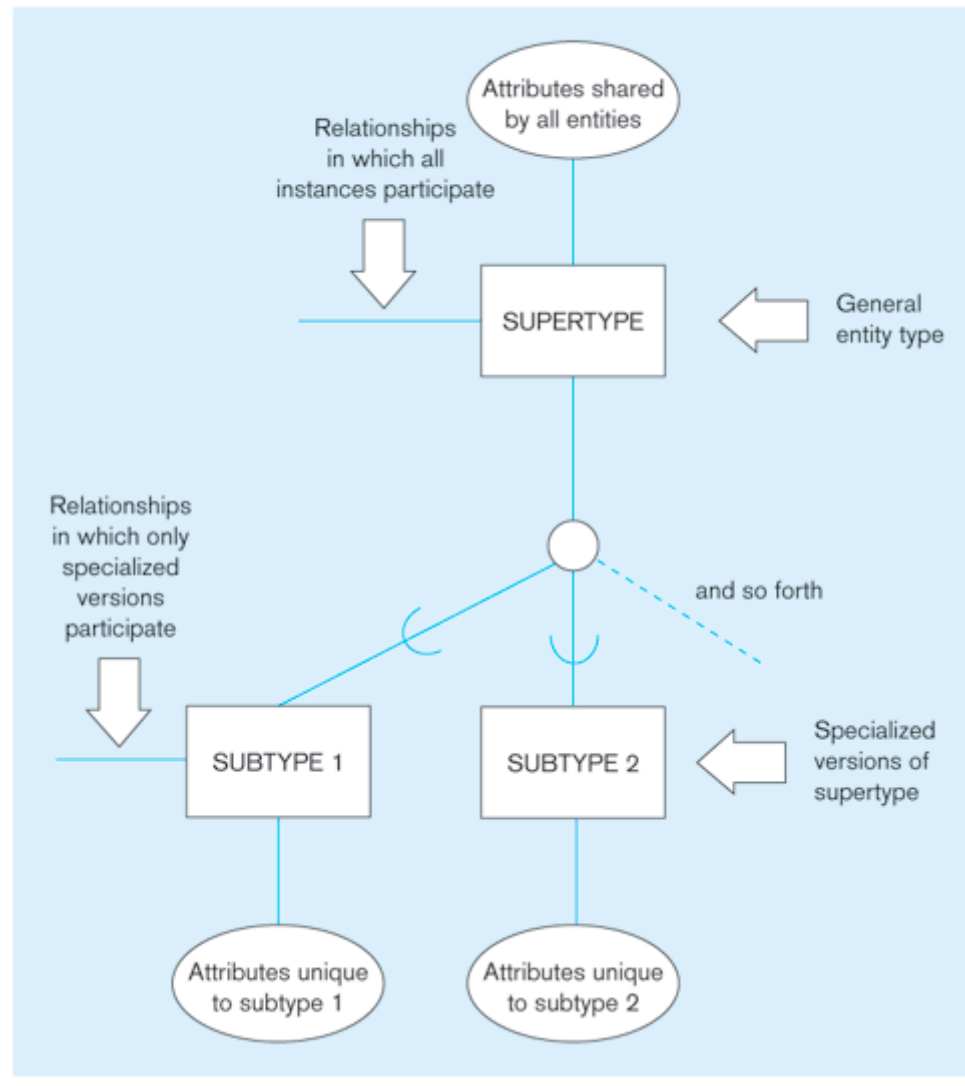 Attributes shared
by all entities
Relationships
in which all
instances participate
SUPERTYPE
General
entity type
Relationships
in which only
specialized
versions
participate
and so forth
SUBTYPE 1
SUBTYPE 2
Specialized
versions of
supertype
Attributes unique
to subtype 1
Attributes unique
to subtype 2